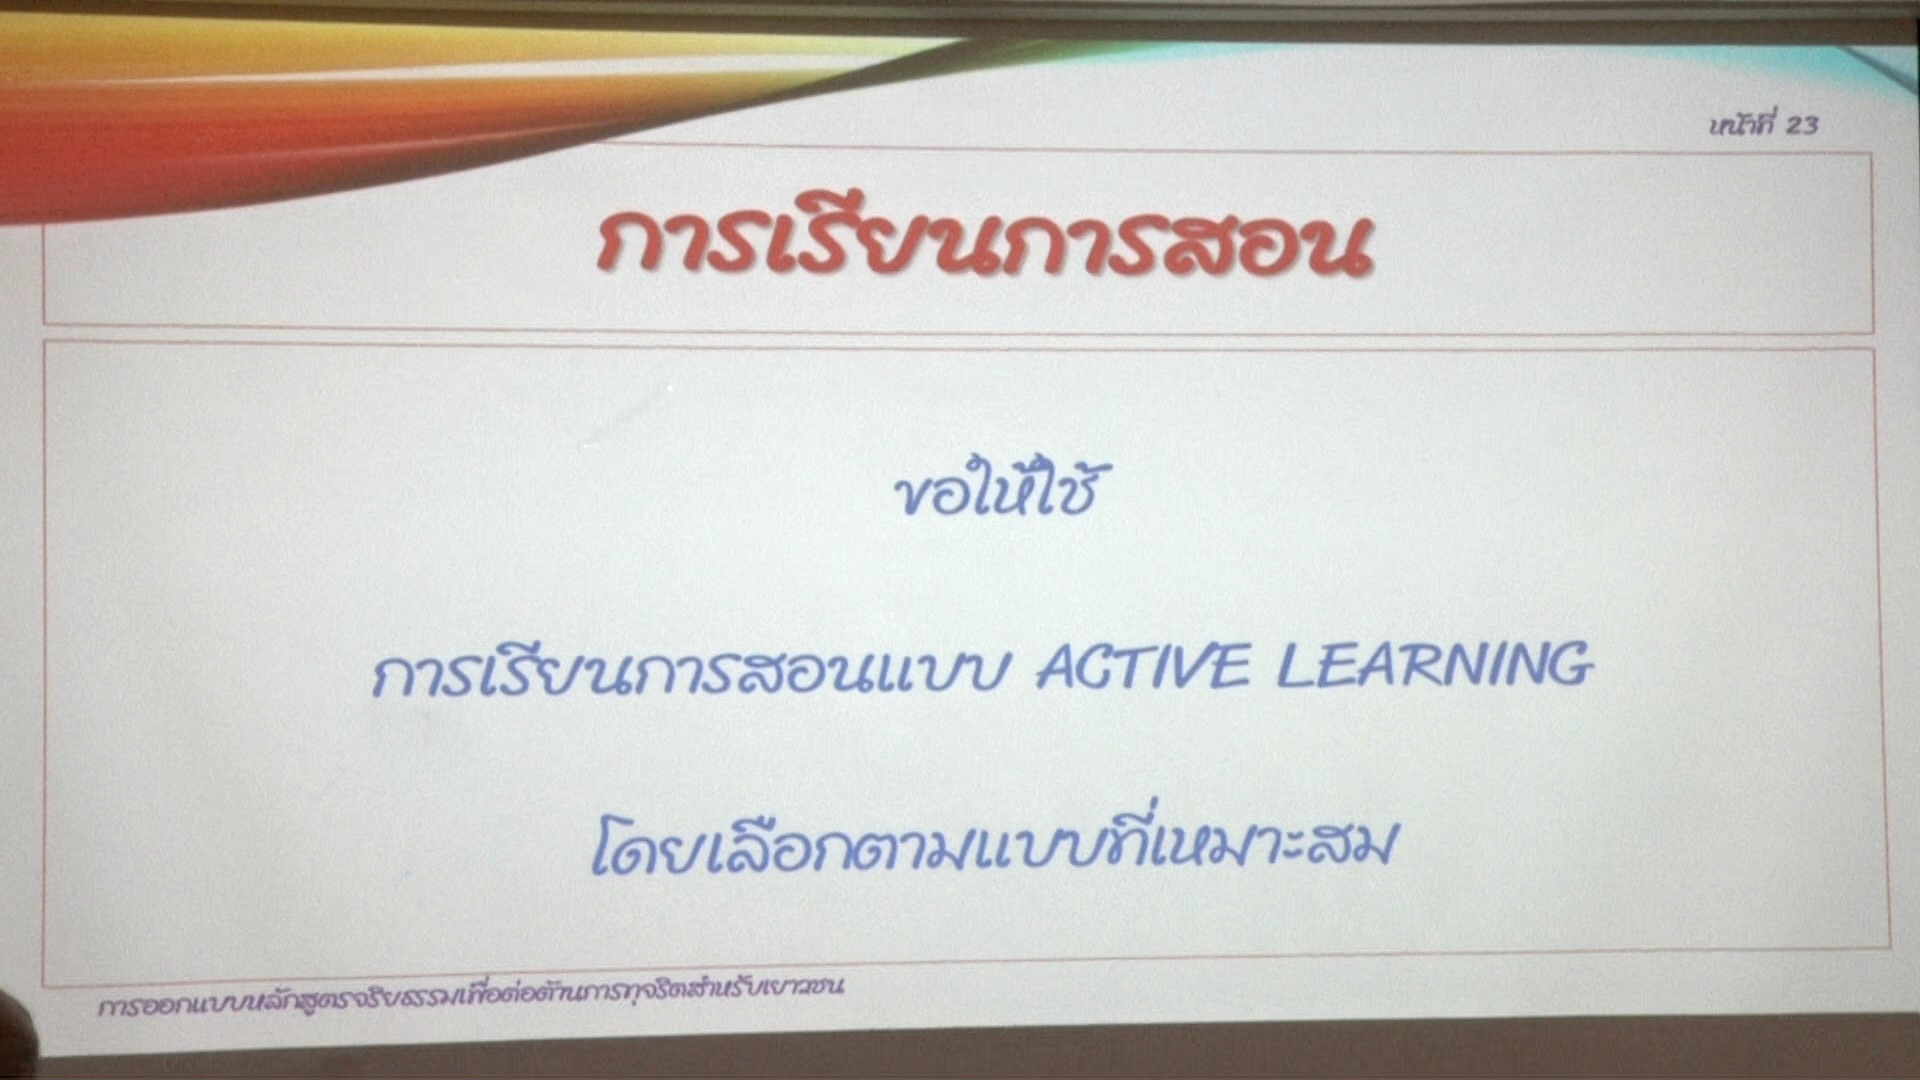 หน้าที่ 23
การเรียนการสอน
ขอให้ใช้
การเรียนการสอนแบบ ACTIVE LEARNING
โดยเลือกตามแบบที่เหมาะสม
การออกแบบหลักสูตรจริยธรรมเพื่อต่อต้านการทุจริตสำหรับเยาวชน